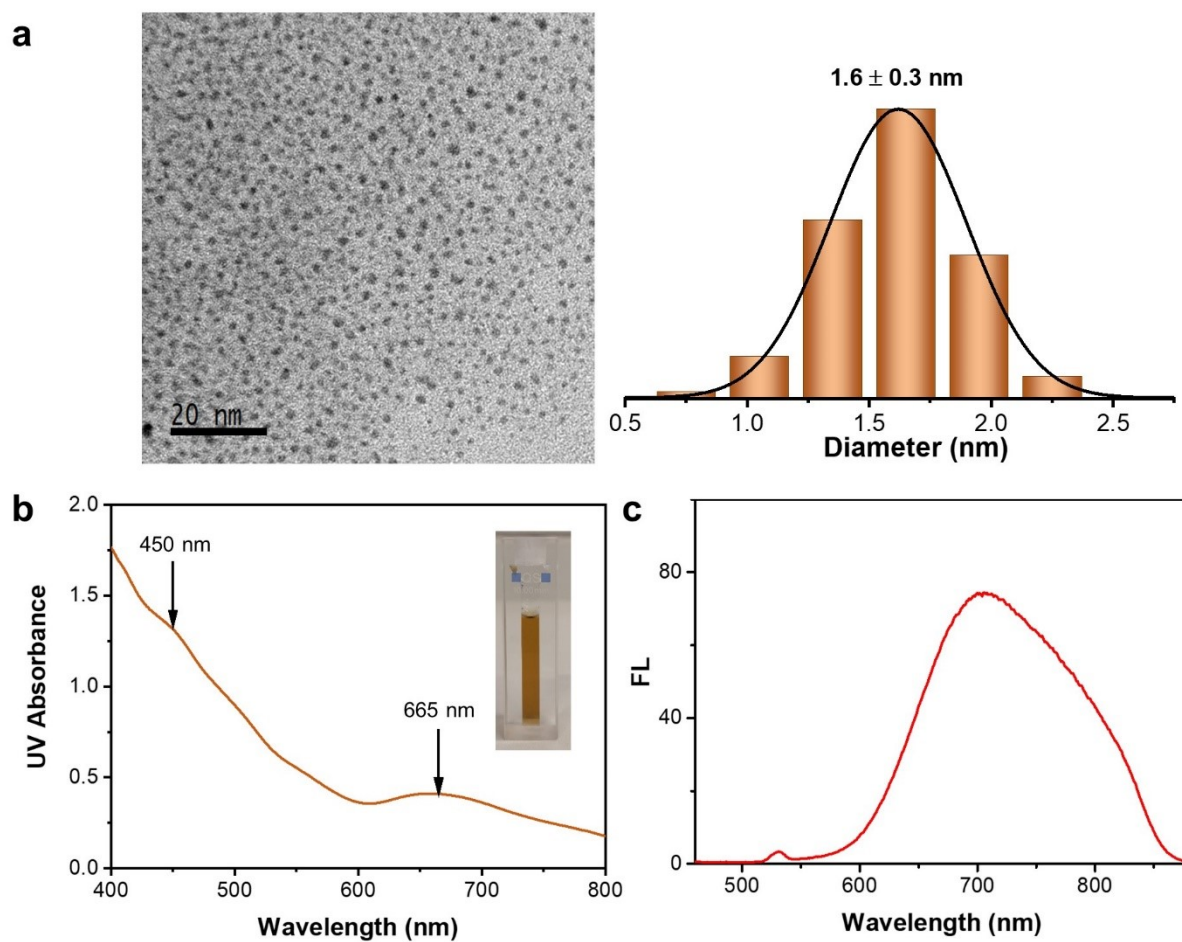 a
20 nm
1.6 ± 0.3 nm
0.5 1.0 1.5 2.0 2.5
Diameter (nm)
b
UV Absorbance
2.0
1.5
1.0
0.5
0.0
450 nm
665 nm
400 500 600 700 800
Wavelength (nm)
c
FL
80
40
0
500 600 700 800
Wavelength (nm)